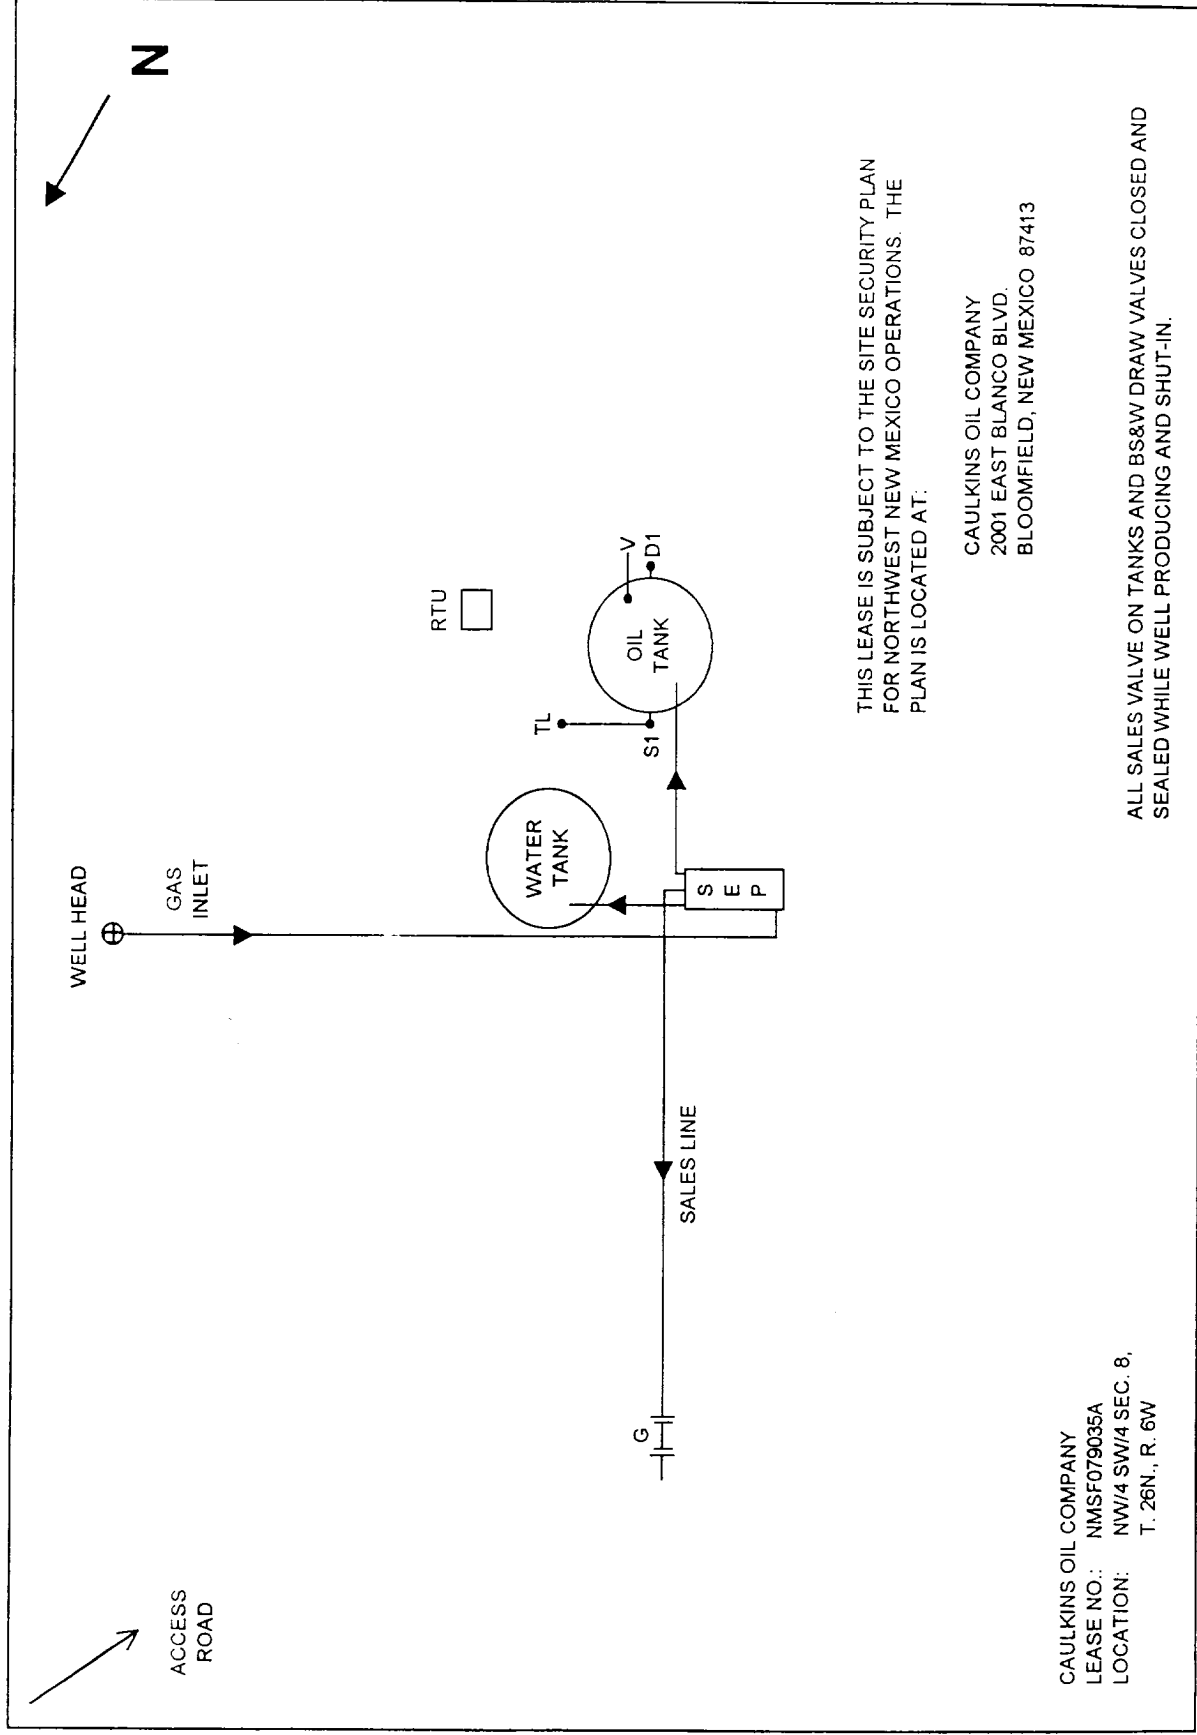 N
ACCESS
ROAD
WELL HEAD
GAS
INLET
RTU
TL
WATER
TANK
S1
OIL
TANK
V
D1
G
SALES LINE
S
E
P
THIS LEASE IS SUBJECT TO THE SITE SECURITY PLAN
FOR NORTHWEST NEW MEXICO OPERATIONS. THE
PLAN IS LOCATED AT:
CAULKINS OIL COMPANY
2001 EAST BLANCO BLVD.
BLOOMFIELD, NEW MEXICO 87413
CAULKINS OIL COMPANY
LEASE NO.: NMSF079035A
LOCATION: NW/4 SW/4 SEC. 8,
T. 26N., R. 6W
ALL SALES VALVE ON TANKS AND BS&W DRAW VALVES CLOSED AND
SEALED WHILE WELL PRODUCING AND SHUT-IN.